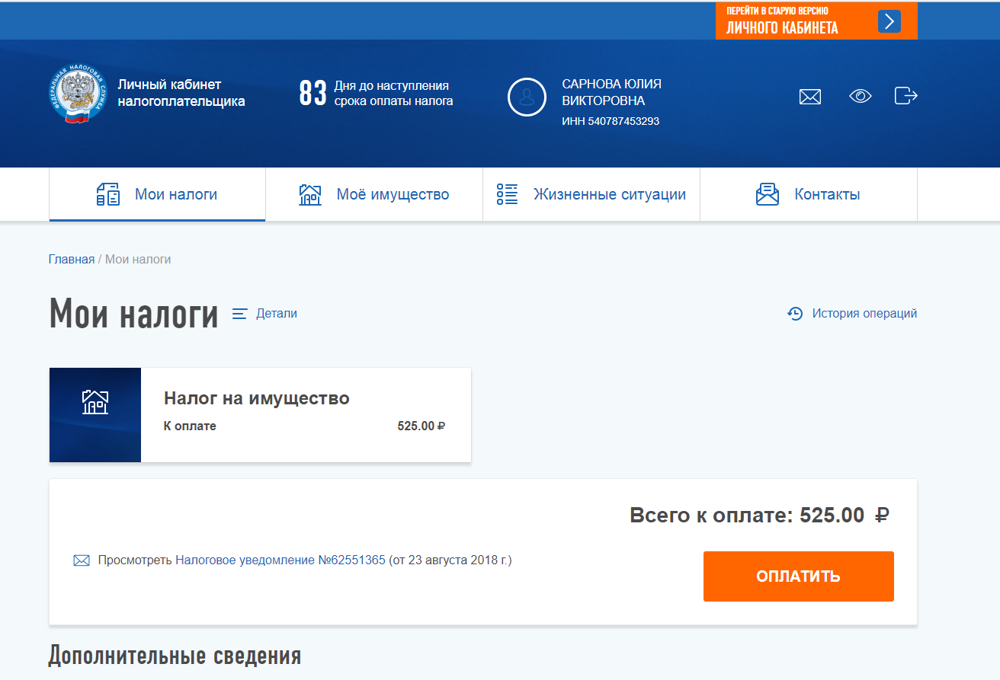 ПЕРЕЙТИ В СТАРУЮ ВЕРСИЮ
ЛИЧНОГО КАБИНЕТА
ФЕДЕРАЛЬНАЯ НАЛОГОВАЯ СЛУЖБА
Личный кабинет
налогоплательщика
83
Дня до наступления
срока оплаты налога
САРНОВА ЮЛИЯ
ВИКТОРОВНА
ИНН 540787453293
Мои налоги
Моё имущество
Жизненные ситуации
Контакты
Главная / Мои налоги
Мои налоги
Детали
История операций
Налог на имущество
К оплате 525.00 ₽
Всего к оплате: 525.00 ₽
Просмотреть Налоговое уведомление №62551365 (от 23 августа 2018 г.)
ОПЛАТИТЬ
Дополнительные сведения